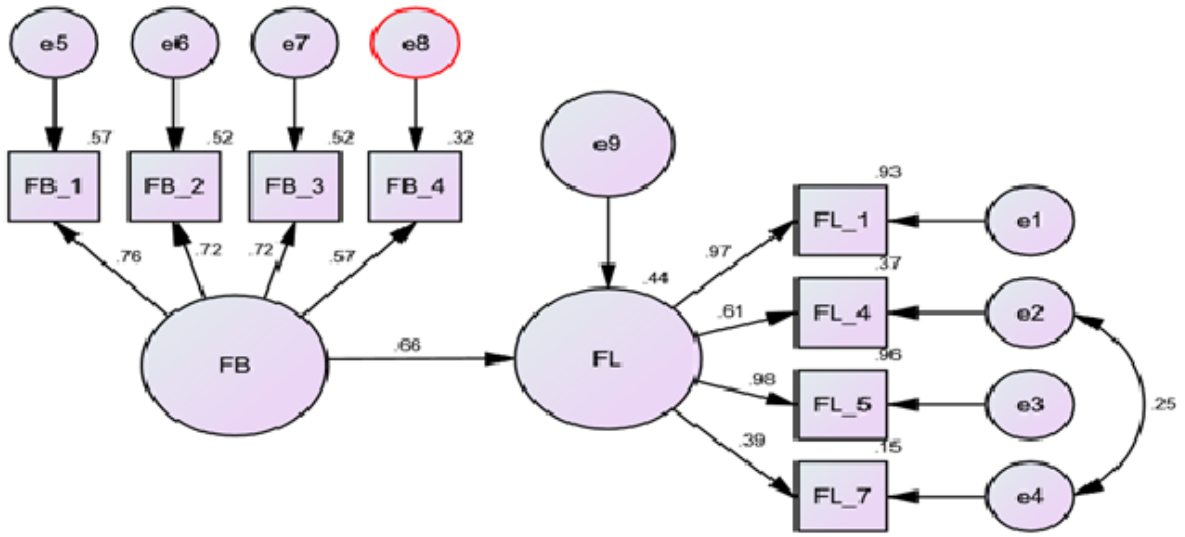 e5 e6 e7 e8
.57 .52 .52 .32
FB_1 FB_2 FB_3 FB_4
.76 .72 .72 .57
e9
.93
FL_1 e1
.97
.44 .37
.61 FL_4 e2
.66
FB FL
.96
.98
FL_5 e3 .25
.39 .15
FL_7 e4